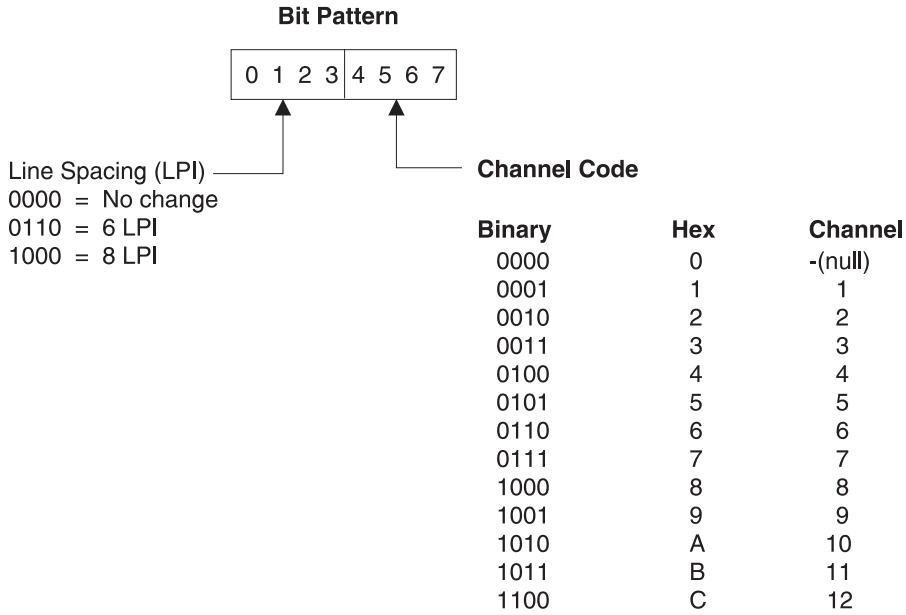 Bit Pattern
0 1 2 3 4 5 6 7
Line Spacing (LPI)
0000 = No change
0110 = 6 LPI
1000 = 8 LPI
Channel Code
Binary Hex Channel
0000 0 -(null)
0001 1 1
0010 2 2
0011 3 3
0100 4 4
0101 5 5
0110 6 6
0111 7 7
1000 8 8
1001 9 9
1010 A 10
1011 B 11
1100 C 12